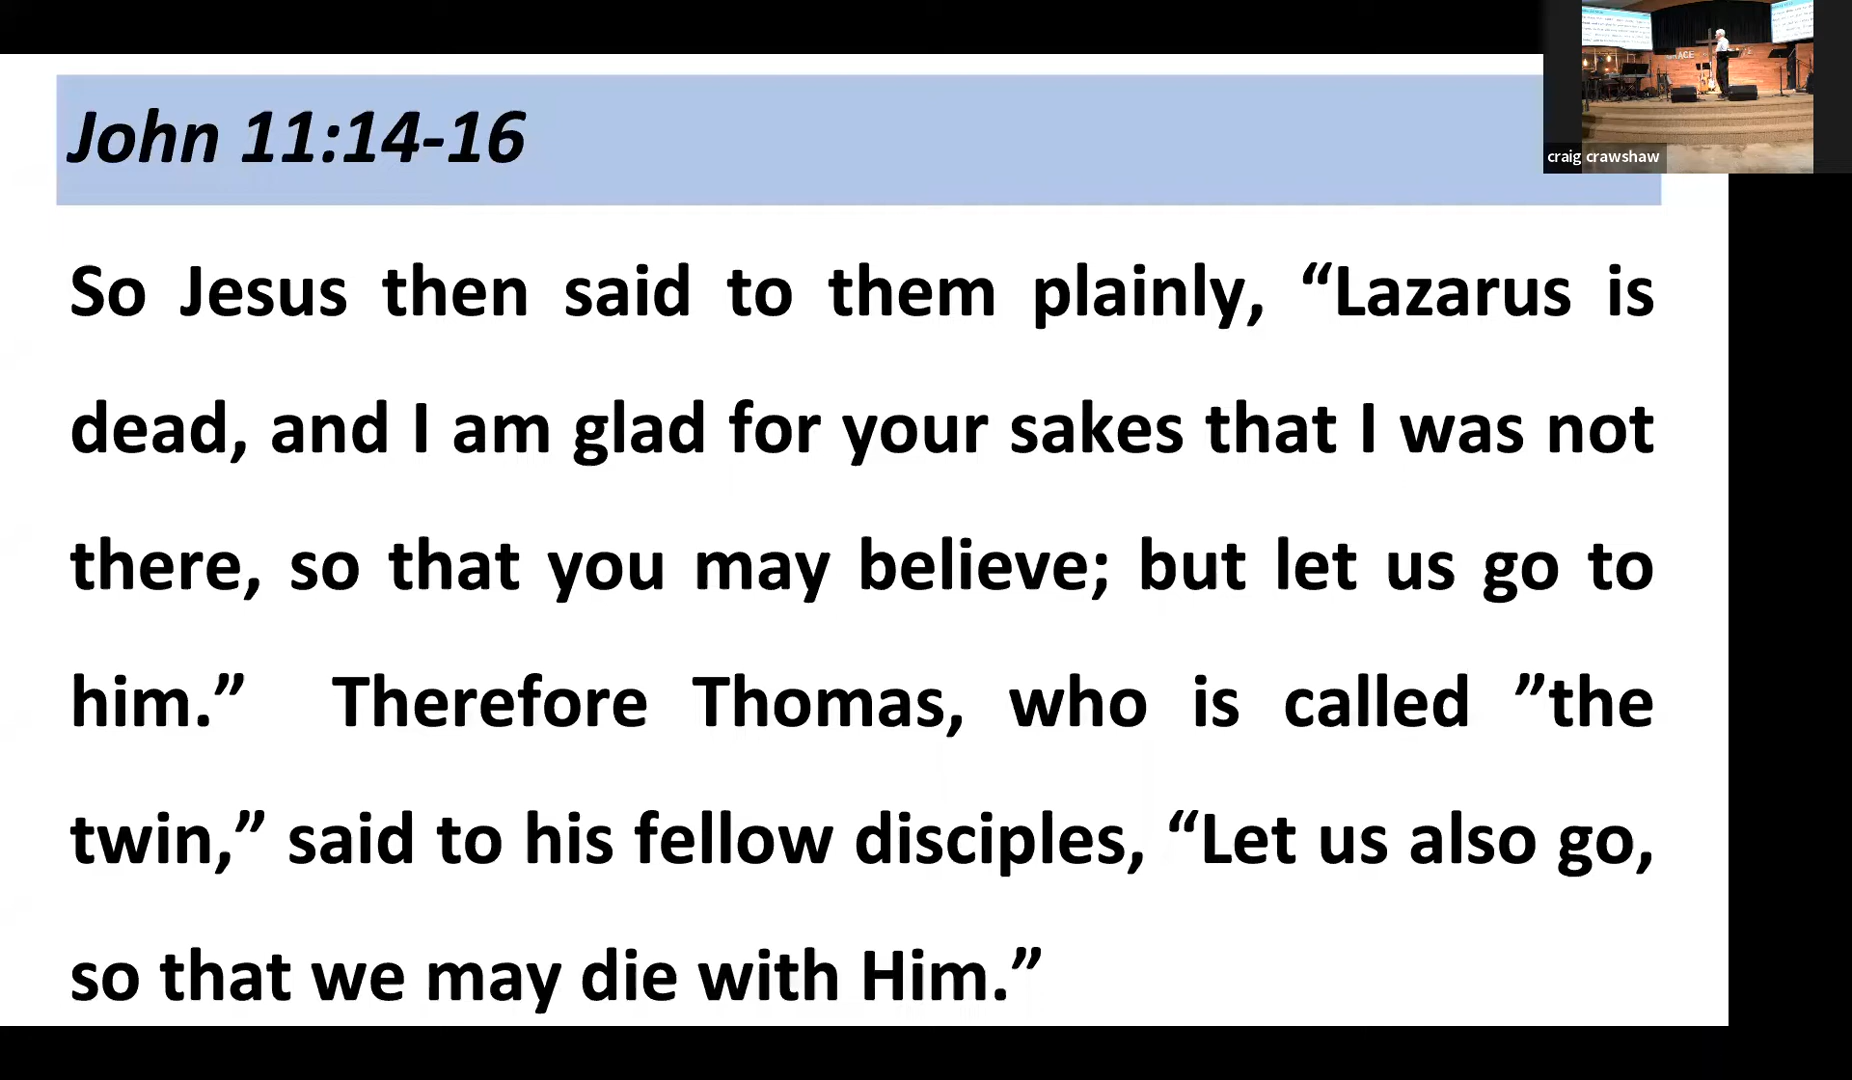 John 11:14-16
craig crawshaw
So Jesus then said to them plainly, “Lazarus is
dead, and I am glad for your sakes that I was not
there, so that you may believe; but let us go to
him.” Therefore Thomas, who is called ”the
twin,” said to his fellow disciples, “Let us also go,
so that we may die with Him.”